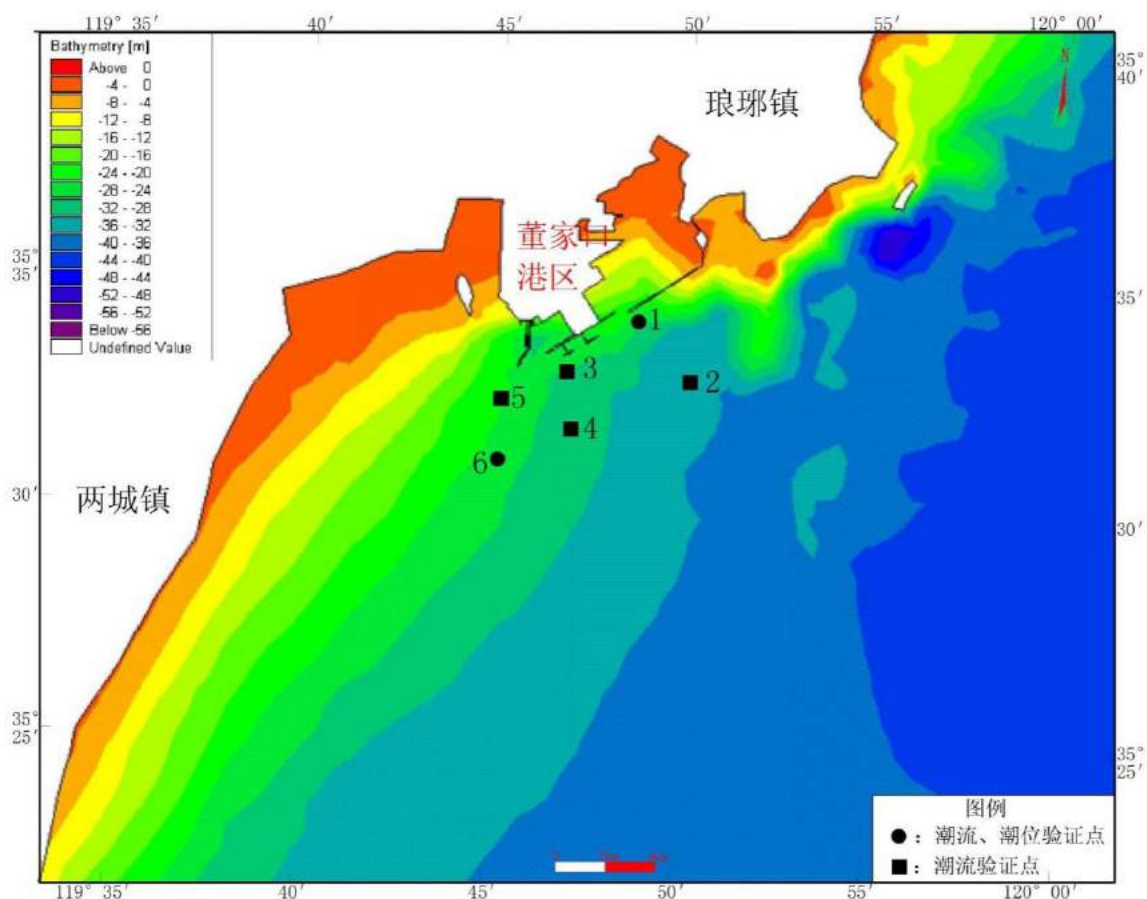 119° 35′ 40′ 45′ 50′ 55′ 120° 00′
Bathymetry [m]
Above 0
-4 - 0
-8 - -4
-12 - -8
-16 - -12
-20 - -16
-24 - -20
-28 - -24
-32 - -28
-36 - -32
-40 - -36
-44 - -40
-48 - -44
-52 - -48
-56 - -52
Below -56
Undefined Value
N
35°
40′
琅琊镇
董家口
港区
35°
35′
35′
1
2
3
4
5
6
两城镇
30′
30′
35°
25′
35°
25′
图例
●：潮流、潮位验证点
■：潮流验证点
0
119° 35′ 40′ 45′ 50′ 55′ 120° 00′